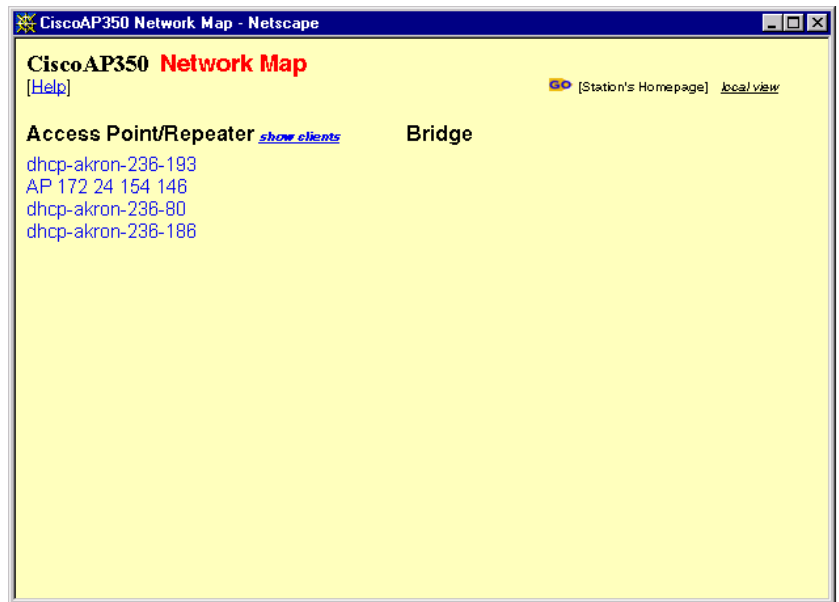 CiscoAP350 Network Map - Netscape
CiscoAP350 Network Map
[Help]
GO [Station's Homepage] local view
Access Point/Repeater show clients Bridge
dhcp-akron-236-193
AP 172 24 154 146
dhcp-akron-236-80
dhcp-akron-236-186